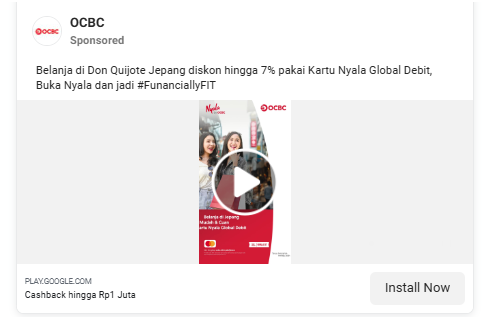 OCBC
OCBC
Sponsored
Belanja di Don Quijote Jepang diskon hingga 7% pakai Kartu Nyala Global Debit,
Buka Nyala dan jadi #FunanciallyFIT
Nyala
OCBC
Belanja di Jepang
Mudah & Cuan
Kartu Nyala Global Debit
PLAY.GOOGLE.COM
Cashback hingga Rp1 Juta
Install Now